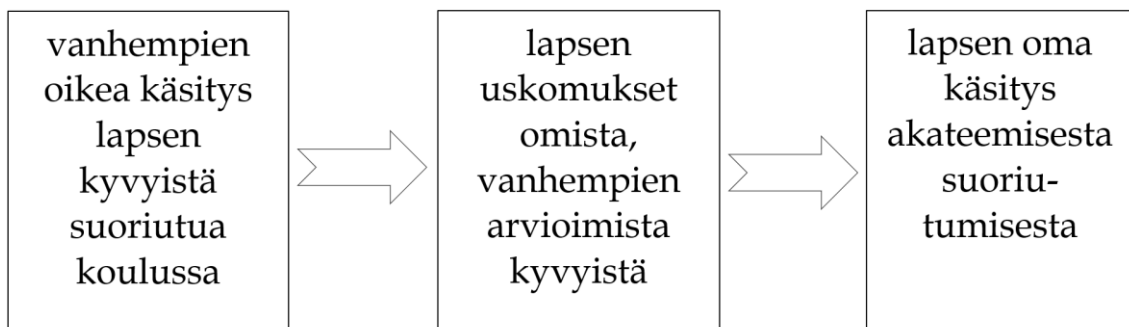 vanhempien
oikea käsitys
lapsen
kyvyistä
suoriutua
koulussa
lapsen
uskomukset
omista,
vanhempien
arvioimista
kyvyistä
lapsen oma
käsitys
akateemisesta
suoriu-
tumisesta